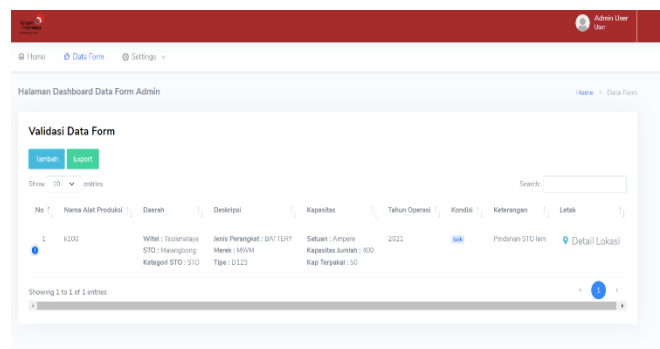 Admin User
User
Home
Data Form
Settings
Halaman Dashboard Data Form Admin
Home > Data Form
Validasi Data Form
Tambah
Export
Show 10 entries
Search:
No
Nama Alat Produksi
Daerah
Deskripsi
Kapasitas
Tahun Operasi
Kondisi
Keterangan
Letak
1
k100
Witel : Tasikmalaya
STO : Malangbong
Kategori STO : STO
Jenis Perangkat : BATTERY
Merek : MWM
Tipe : D123
Satuan : Ampere
Kapasitas Jumlah : 400
Kap Terpakai : 50
2021
baik
Pindahan STO lain
Detail Lokasi
Showing 1 to 1 of 1 entries
1